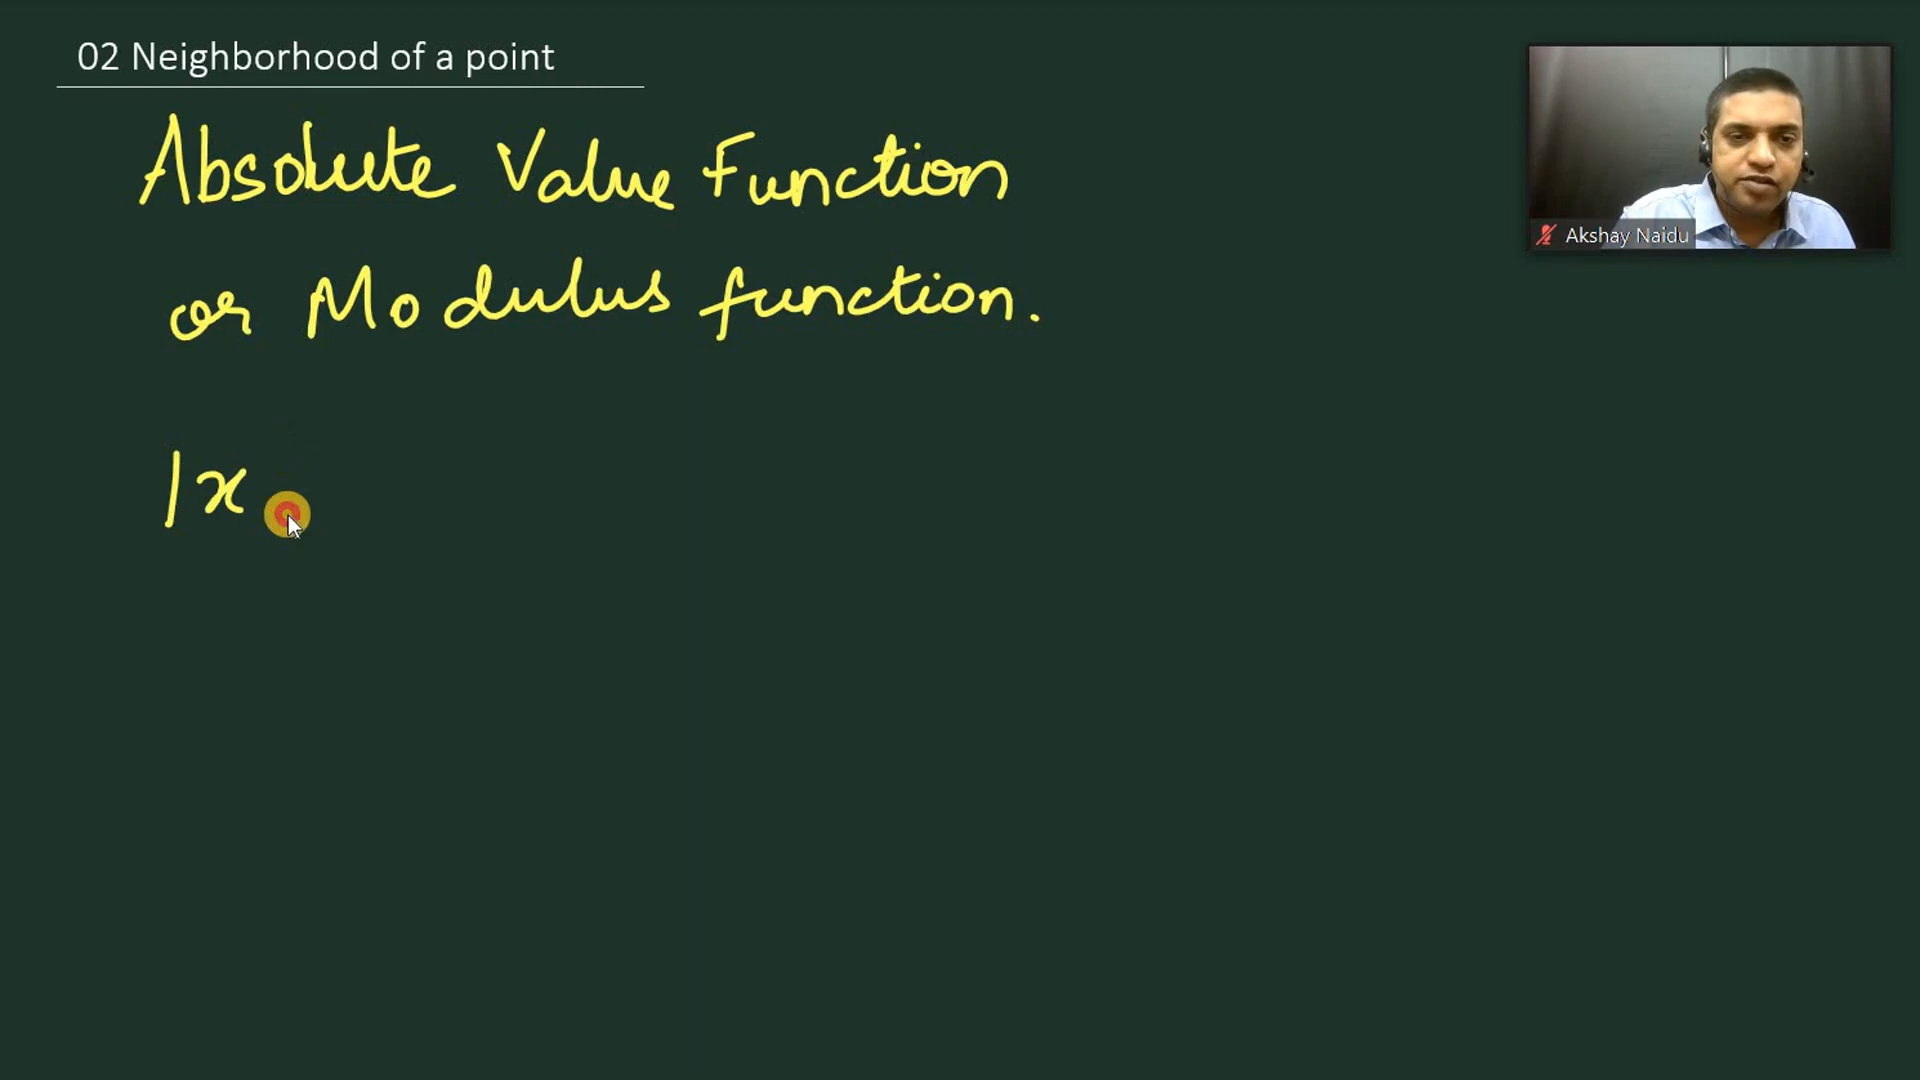 02 Neighborhood of a point
Absolute Value Function
or Modulus function.
|x
Akshay Naidu